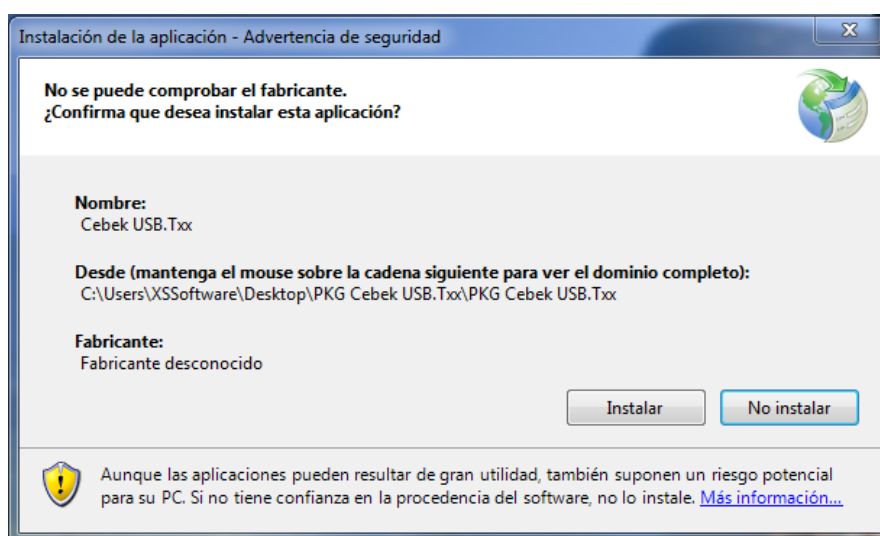 Instalación de la aplicación - Advertencia de seguridad
No se puede comprobar el fabricante.
¿Confirma que desea instalar esta aplicación?
Nombre:
Cebek USB.Txx
Desde (mantenga el mouse sobre la cadena siguiente para ver el dominio completo):
C:\Users\XSSoftware\Desktop\PKG Cebek USB.Txx\PKG Cebek USB.Txx
Fabricante:
Fabricante desconocido
Instalar
No instalar
Aunque las aplicaciones pueden resultar de gran utilidad, también suponen un riesgo potencial
para su PC. Si no tiene confianza en la procedencia del software, no lo instale. Más información...